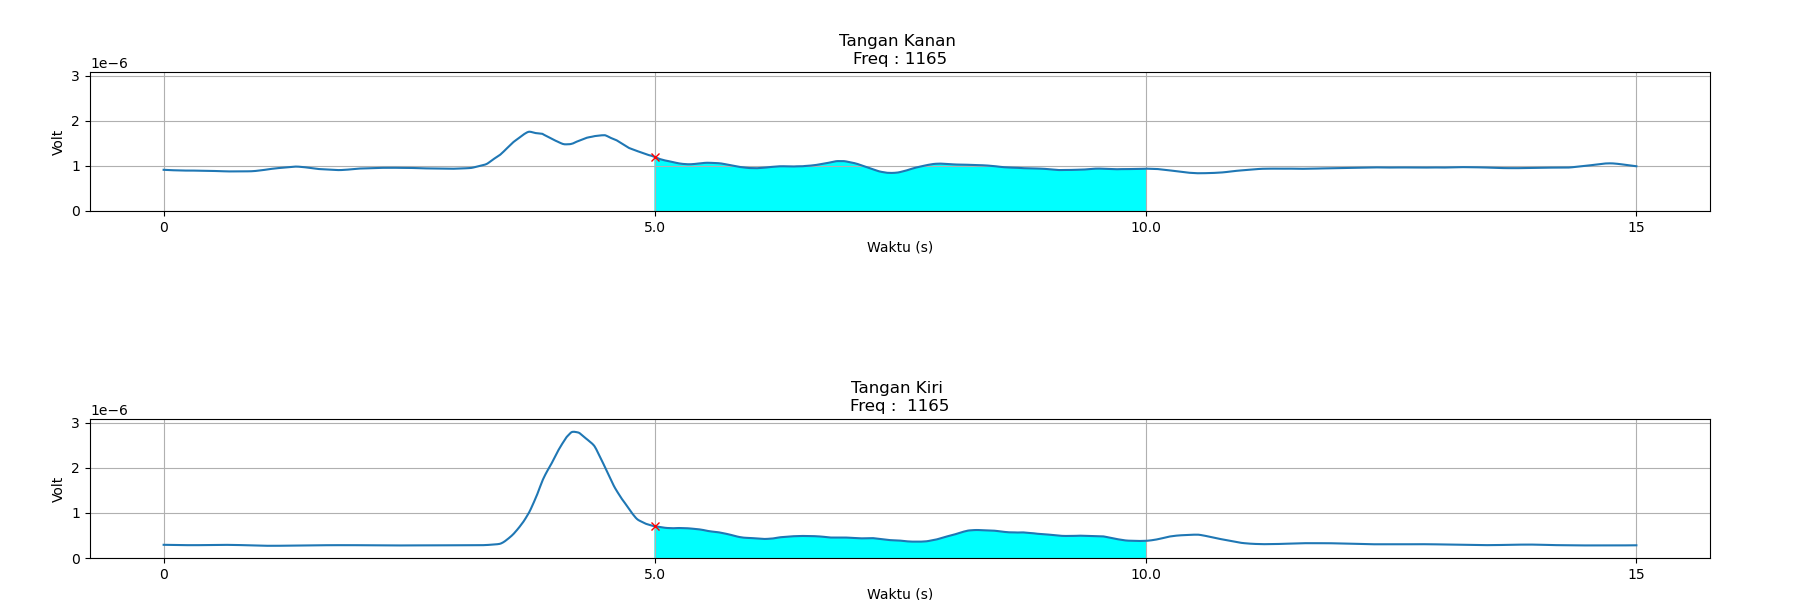 Tangan Kanan
Freq : 1165
1e−6
3
2
1
0
Volt
0 5.0 10.0 15
Waktu (s)
Tangan Kiri
Freq :  1165
1e−6
3
2
1
0
Volt
0 5.0 10.0 15
Waktu (s)